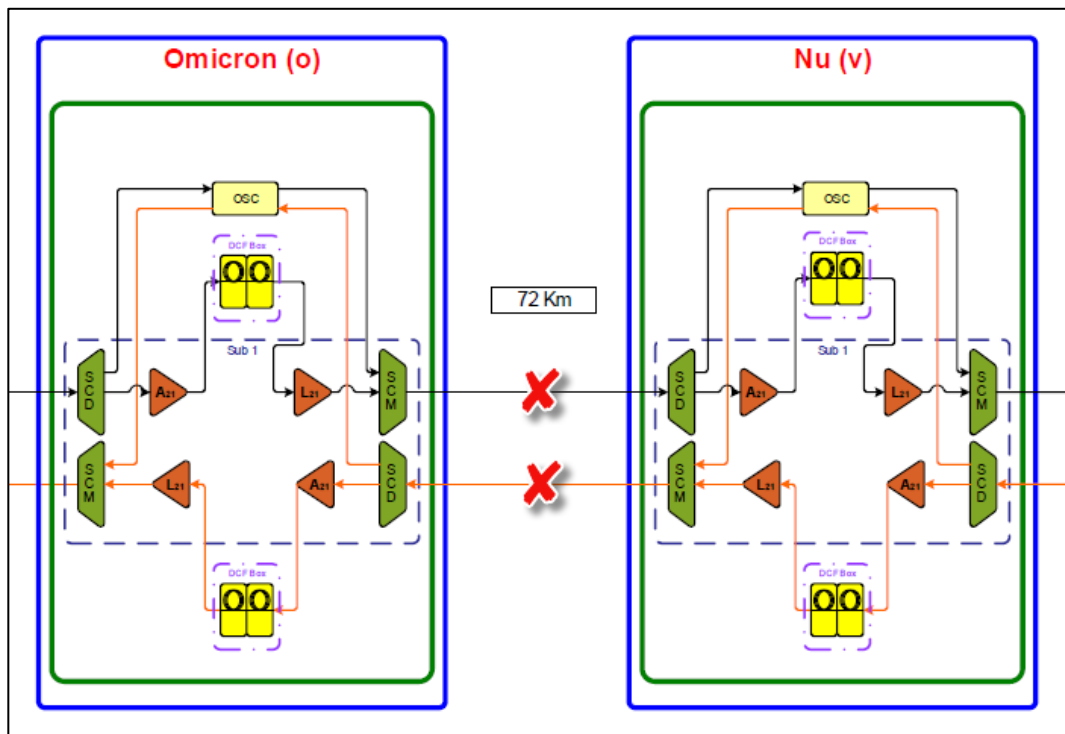 Omicron (o)
OSC
DCF Box
Sub 1
SCD
A21
L21
SCM
SCM
L21
A21
SCD
DCF Box
72 Km
Nu (v)
OSC
DCF Box
Sub 1
SCD
A21
L21
SCM
SCM
L21
A21
SCD
DCF Box